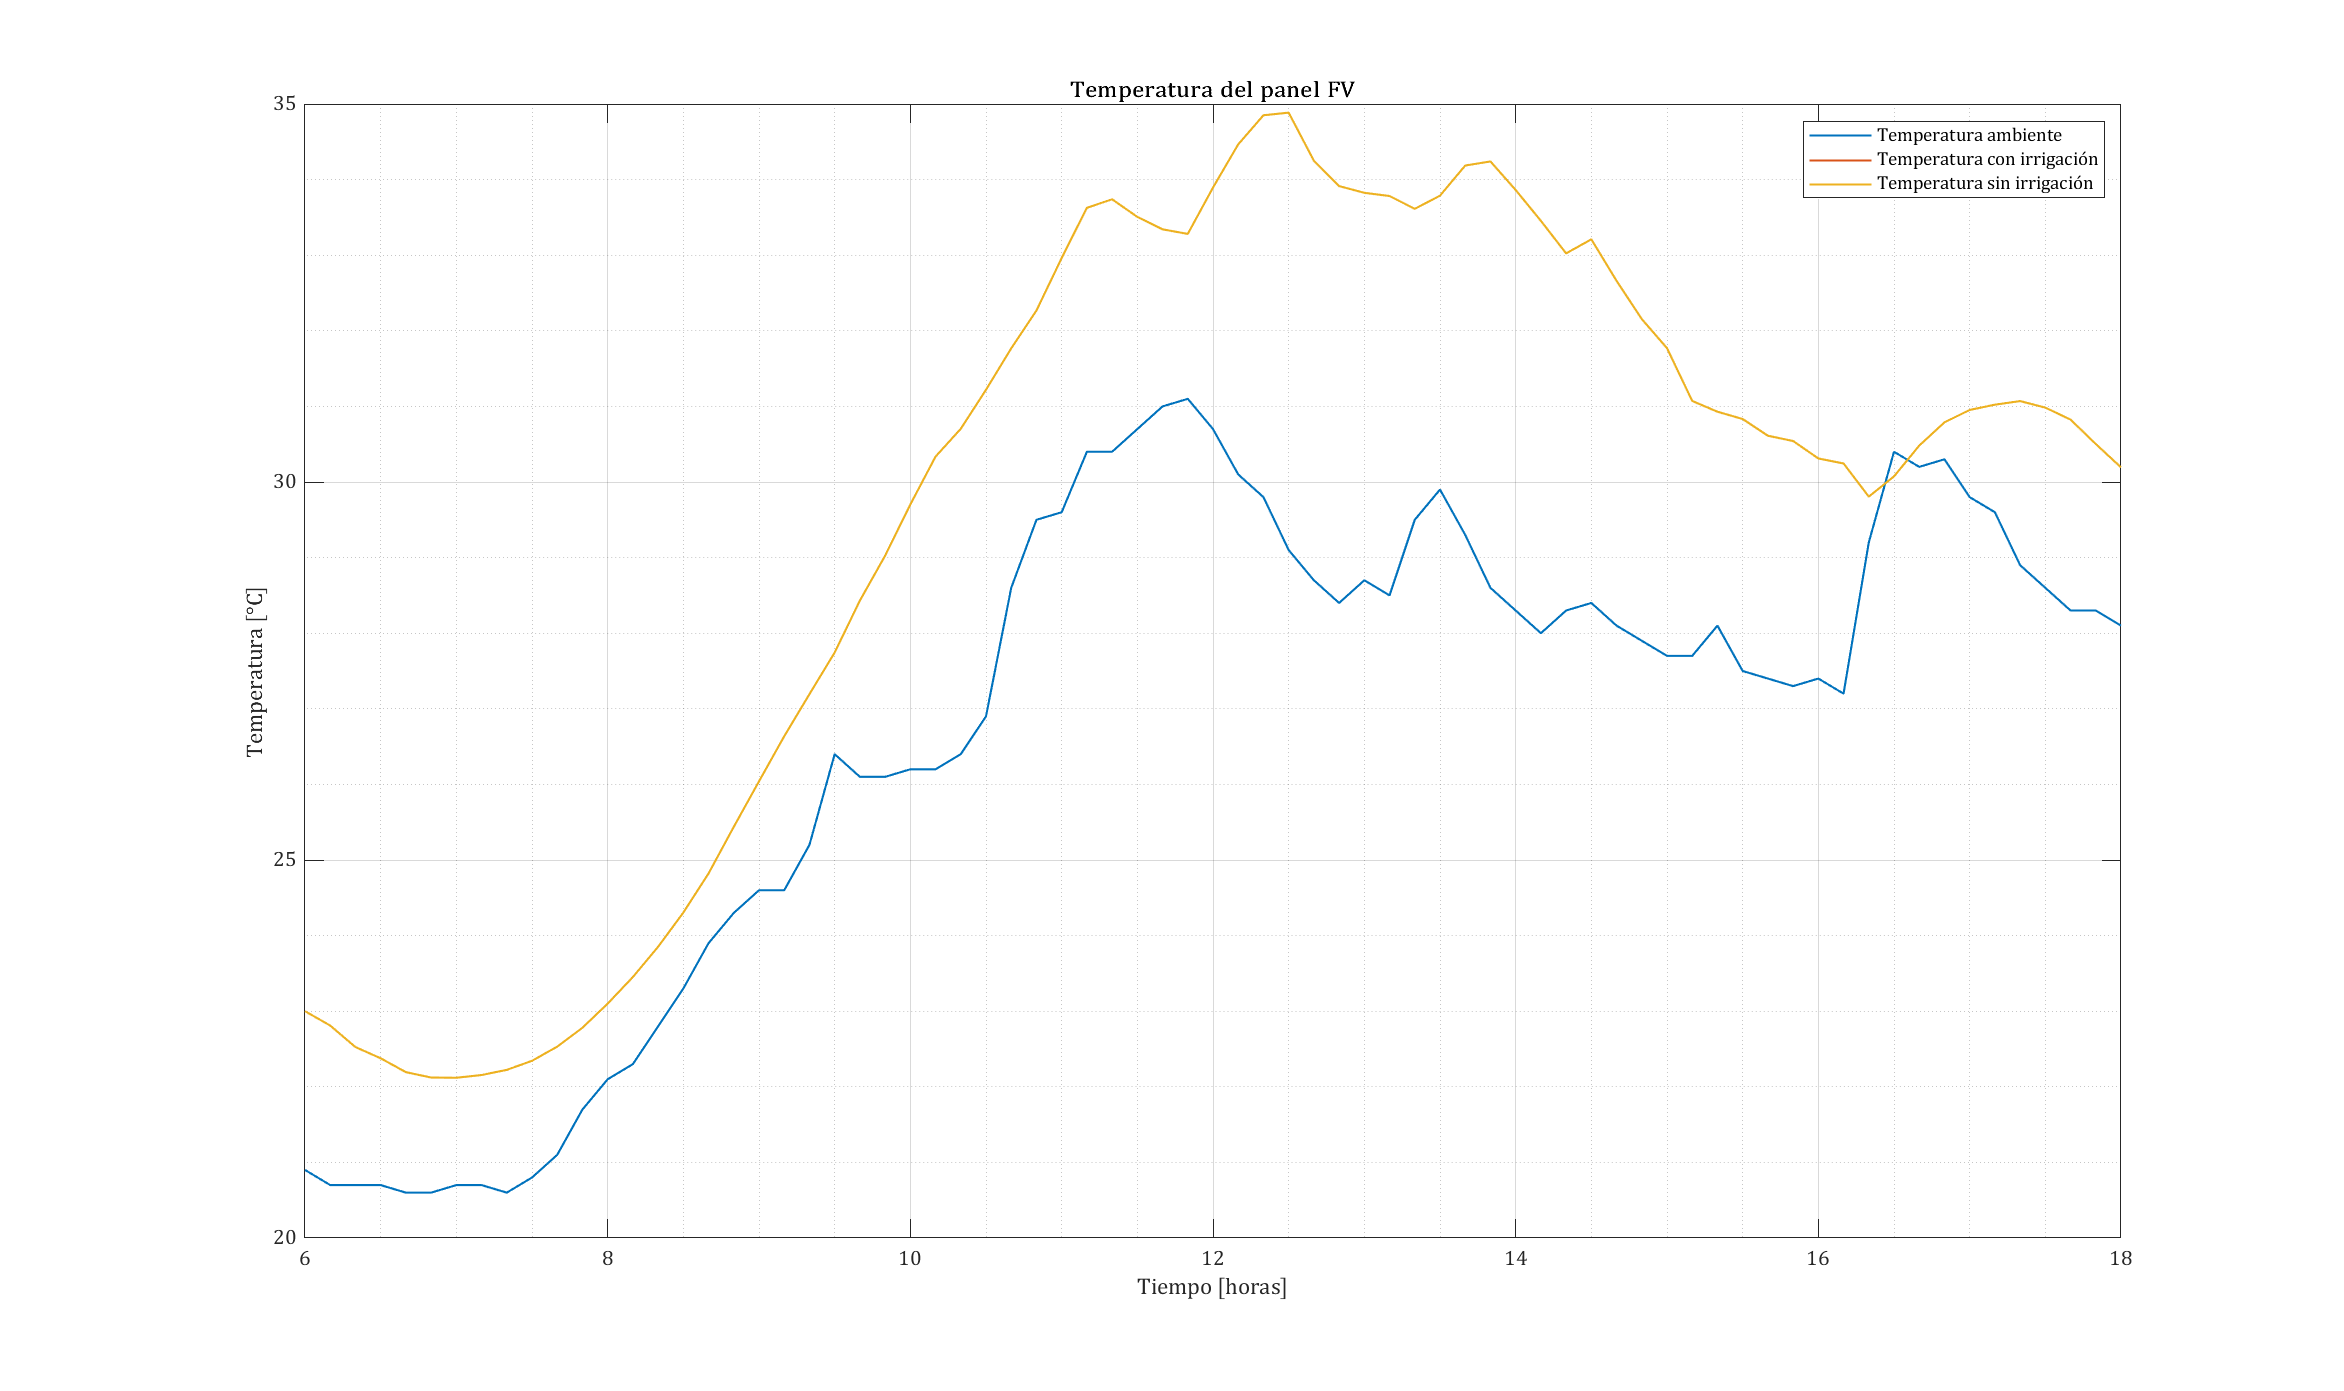 Temperatura del panel FV
35
30
25
20
Temperatura [°C]
Temperatura ambiente
Temperatura con irrigación
Temperatura sin irrigación
6 8 10 12 14 16 18
Tiempo [horas]